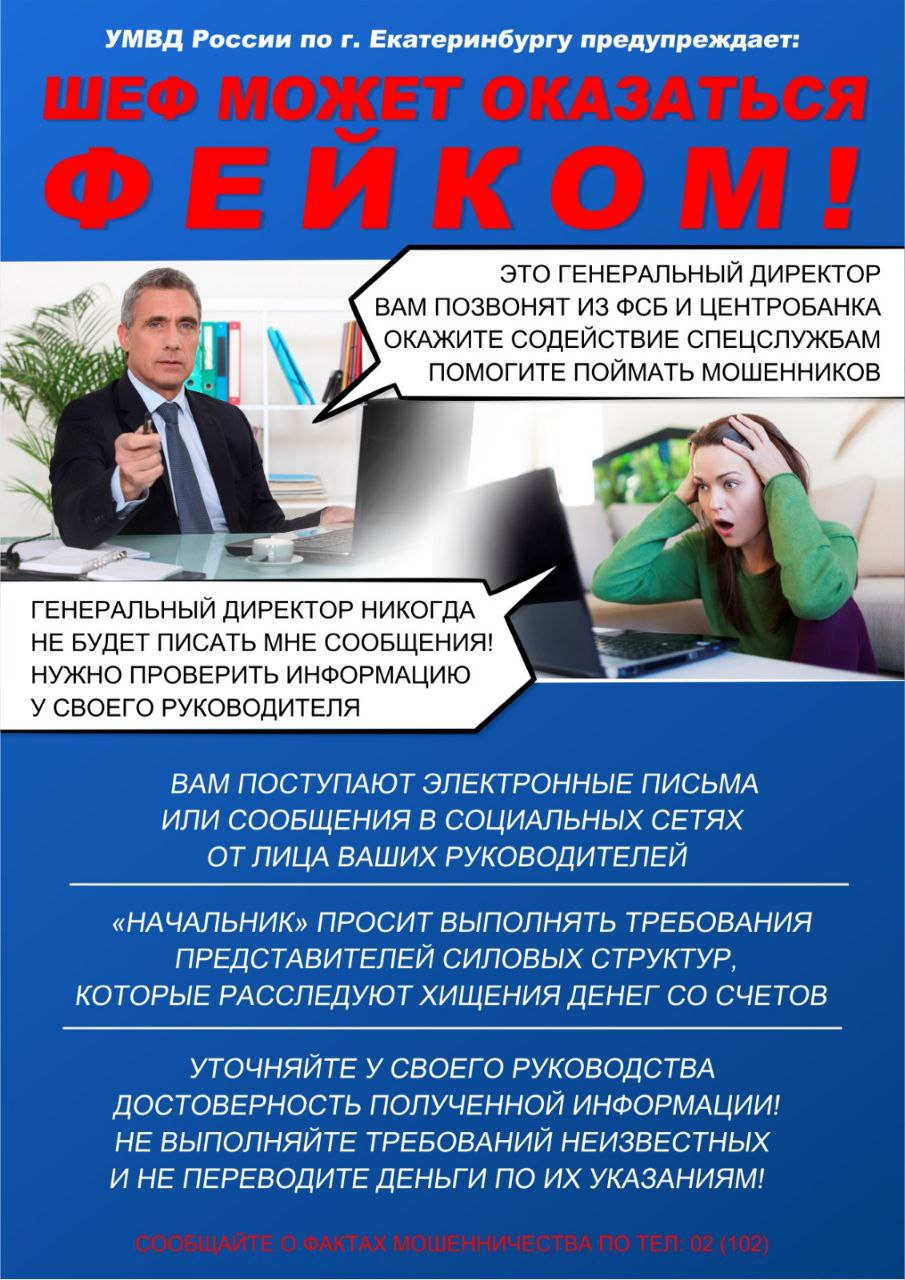 УМВД России по г. Екатеринбургу предупреждает:
ШЕФ МОЖЕТ ОКАЗАТЬСЯ
ФЕЙКОМ!
ЭТО ГЕНЕРАЛЬНЫЙ ДИРЕКТОР
ВАМ ПОЗВОНЯТ ИЗ ФСБ И ЦЕНТРОБАНКА
ОКАЖИТЕ СОДЕЙСТВИЕ СПЕЦСЛУЖБАМ
ПОМОГИТЕ ПОЙМАТЬ МОШЕННИКОВ
ГЕНЕРАЛЬНЫЙ ДИРЕКТОР НИКОГДА
НЕ БУДЕТ ПИСАТЬ МНЕ СООБЩЕНИЯ!
НУЖНО ПРОВЕРИТЬ ИНФОРМАЦИЮ
У СВОЕГО РУКОВОДИТЕЛЯ
ВАМ ПОСТУПАЮТ ЭЛЕКТРОННЫЕ ПИСЬМА
ИЛИ СООБЩЕНИЯ В СОЦИАЛЬНЫХ СЕТЯХ
ОТ ЛИЦА ВАШИХ РУКОВОДИТЕЛЕЙ
«НАЧАЛЬНИК» ПРОСИТ ВЫПОЛНЯТЬ ТРЕБОВАНИЯ
ПРЕДСТАВИТЕЛЕЙ СИЛОВЫХ СТРУКТУР,
КОТОРЫЕ РАССЛЕДУЮТ ХИЩЕНИЯ ДЕНЕГ СО СЧЕТОВ
УТОЧНЯЙТЕ У СВОЕГО РУКОВОДСТВА
ДОСТОВЕРНОСТЬ ПОЛУЧЕННОЙ ИНФОРМАЦИИ!
НЕ ВЫПОЛНЯЙТЕ ТРЕБОВАНИЙ НЕИЗВЕСТНЫХ
И НЕ ПЕРЕВОДИТЕ ДЕНЬГИ ПО ИХ УКАЗАНИЯМ!
СООБЩАЙТЕ О ФАКТАХ МОШЕННИЧЕСТВА ПО ТЕЛ: 02 (102)